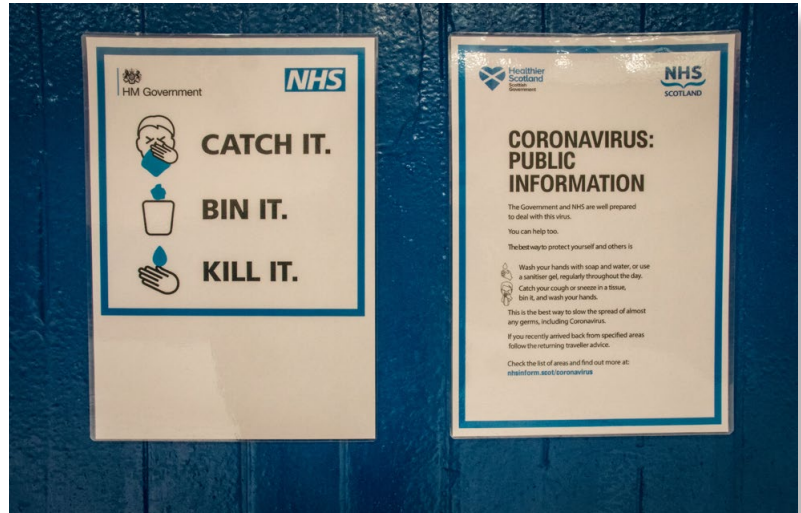 HM Government
NHS
CATCH IT.
BIN IT.
KILL IT.
Healthier
Scotland
Scottish
Government
NHS
SCOTLAND
CORONAVIRUS:
PUBLIC
INFORMATION
The Government and NHS are well prepared
to deal with this virus.
You can help too.
The best way to protect yourself and others is
Wash your hands with soap and water, or use
a sanitiser gel, regularly throughout the day.
Catch your cough or sneeze in a tissue,
bin it, and wash your hands.
This is the best way to slow the spread of almost
any germs, including Coronavirus.
If you recently arrived back from specified areas
follow the returning traveller advice.
Check the list of areas and find out more at:
nhsinform.scot/coronavirus